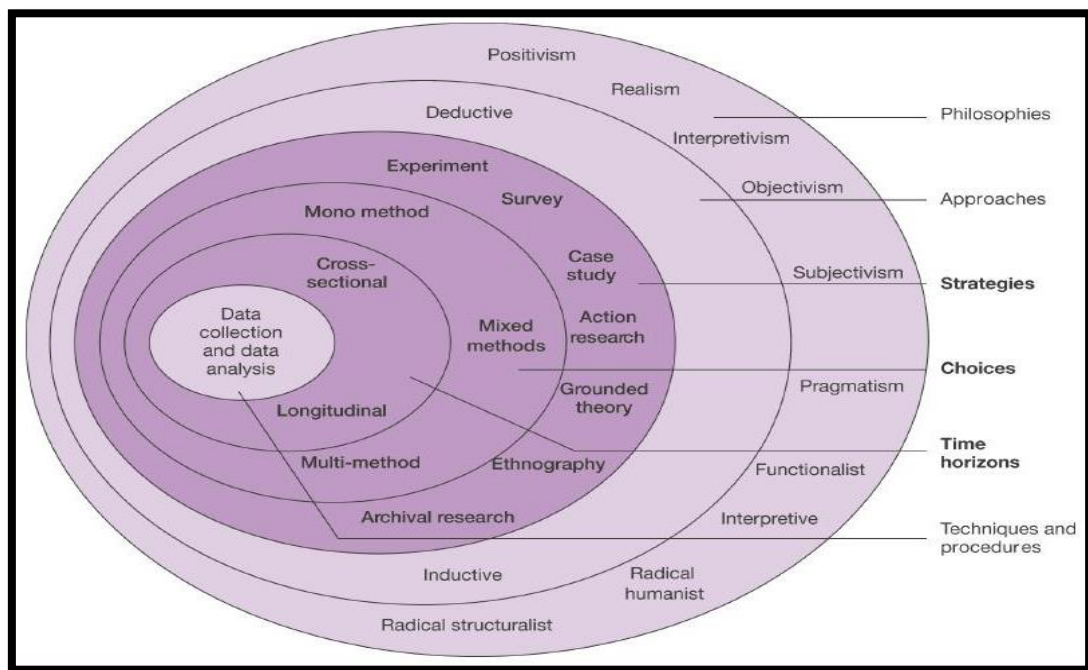 Positivism
Realism
Interpretivism
Objectivism
Subjectivism
Pragmatism
Functionalist
Interpretive
Radical
humanist
Radical structuralist
Deductive
Inductive
Experiment
Survey
Case
study
Action
research
Grounded
theory
Ethnography
Archival research
Mono method
Mixed
methods
Multi-method
Cross-
sectional
Longitudinal
Data
collection
and data
analysis
Philosophies
Approaches
Strategies
Choices
Time
horizons
Techniques and
procedures